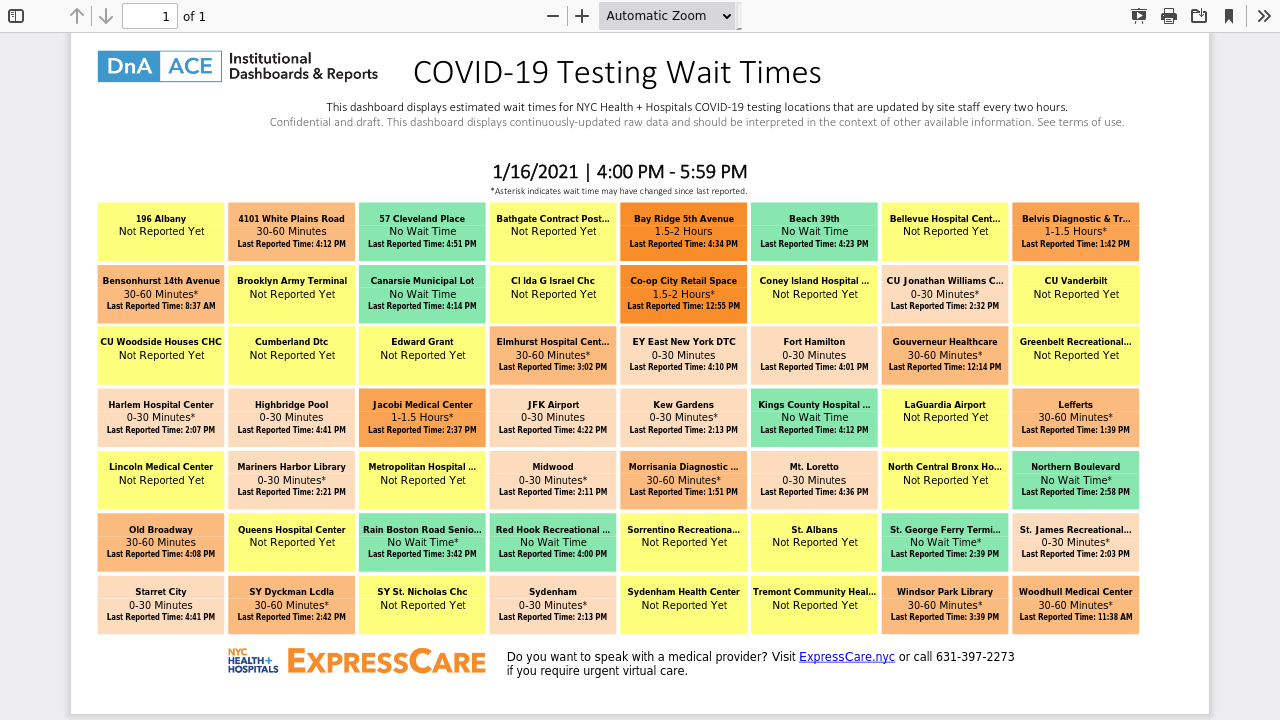 1 of 1 Automatic Zoom
DnA ACE Institutional Dashboards & Reports
COVID-19 Testing Wait Times
This dashboard displays estimated wait times for NYC Health + Hospitals COVID-19 testing locations that are updated by site staff every two hours.
Confidential and draft. This dashboard displays continuously-updated raw data and should be interpreted in the context of other available information. See terms of use.
1/16/2021 | 4:00 PM - 5:59 PM
*Asterisk indicates wait time may have changed since last reported.
196 Albany
Not Reported Yet
4101 White Plains Road
30-60 Minutes
Last Reported Time: 4:12 PM
57 Cleveland Place
No Wait Time
Last Reported Time: 4:51 PM
Bathgate Contract Post...
Not Reported Yet
Bay Ridge 5th Avenue
1.5-2 Hours
Last Reported Time: 4:34 PM
Beach 39th
No Wait Time
Last Reported Time: 4:23 PM
Bellevue Hospital Cent...
Not Reported Yet
Belvis Diagnostic & Tr...
1-1.5 Hours*
Last Reported Time: 1:42 PM
Bensonhurst 14th Avenue
30-60 Minutes*
Last Reported Time: 8:37 AM
Brooklyn Army Terminal
Not Reported Yet
Canarsie Municipal Lot
No Wait Time
Last Reported Time: 4:14 PM
CI Ida G Israel Chc
Not Reported Yet
Co-op City Retail Space
1.5-2 Hours*
Last Reported Time: 12:55 PM
Coney Island Hospital ...
Not Reported Yet
CU Jonathan Williams C...
0-30 Minutes*
Last Reported Time: 2:32 PM
CU Vanderbilt
Not Reported Yet
CU Woodside Houses CHC
Not Reported Yet
Cumberland Dtc
Not Reported Yet
Edward Grant
Not Reported Yet
Elmhurst Hospital Cent...
30-60 Minutes*
Last Reported Time: 3:02 PM
EY East New York DTC
0-30 Minutes
Last Reported Time: 4:10 PM
Fort Hamilton
0-30 Minutes
Last Reported Time: 4:01 PM
Gouverneur Healthcare
30-60 Minutes*
Last Reported Time: 12:14 PM
Greenbelt Recreational...
Not Reported Yet
Harlem Hospital Center
0-30 Minutes*
Last Reported Time: 2:07 PM
Highbridge Pool
0-30 Minutes
Last Reported Time: 4:41 PM
Jacobi Medical Center
1-1.5 Hours*
Last Reported Time: 2:37 PM
JFK Airport
0-30 Minutes
Last Reported Time: 4:22 PM
Kew Gardens
0-30 Minutes*
Last Reported Time: 2:13 PM
Kings County Hospital ...
No Wait Time
Last Reported Time: 4:12 PM
LaGuardia Airport
Not Reported Yet
Lefferts
30-60 Minutes*
Last Reported Time: 1:39 PM
Lincoln Medical Center
Not Reported Yet
Mariners Harbor Library
0-30 Minutes*
Last Reported Time: 2:21 PM
Metropolitan Hospital ...
Not Reported Yet
Midwood
0-30 Minutes*
Last Reported Time: 2:11 PM
Morrisania Diagnostic ...
30-60 Minutes*
Last Reported Time: 1:51 PM
Mt. Loretto
0-30 Minutes
Last Reported Time: 4:36 PM
North Central Bronx Ho...
Not Reported Yet
Northern Boulevard
No Wait Time*
Last Reported Time: 2:58 PM
Old Broadway
30-60 Minutes
Last Reported Time: 4:08 PM
Queens Hospital Center
Not Reported Yet
Rain Boston Road Senio...
No Wait Time*
Last Reported Time: 3:42 PM
Red Hook Recreational ...
No Wait Time
Last Reported Time: 4:00 PM
Sorrentino Recreationa...
Not Reported Yet
St. Albans
Not Reported Yet
St. George Ferry Termi...
No Wait Time*
Last Reported Time: 2:39 PM
St. James Recreational...
0-30 Minutes*
Last Reported Time: 2:03 PM
Starret City
0-30 Minutes
Last Reported Time: 4:41 PM
SY Dyckman Lcdla
30-60 Minutes*
Last Reported Time: 2:42 PM
SY St. Nicholas Chc
Not Reported Yet
Sydenham
0-30 Minutes*
Last Reported Time: 2:13 PM
Sydenham Health Center
Not Reported Yet
Tremont Community Heal...
Not Reported Yet
Windsor Park Library
30-60 Minutes*
Last Reported Time: 3:39 PM
Woodhull Medical Center
30-60 Minutes*
Last Reported Time: 11:38 AM
NYC HEALTH+ HOSPITALS
EXPRESSCARE
Do you want to speak with a medical provider? Visit ExpressCare.nyc or call 631-397-2273
if you require urgent virtual care.